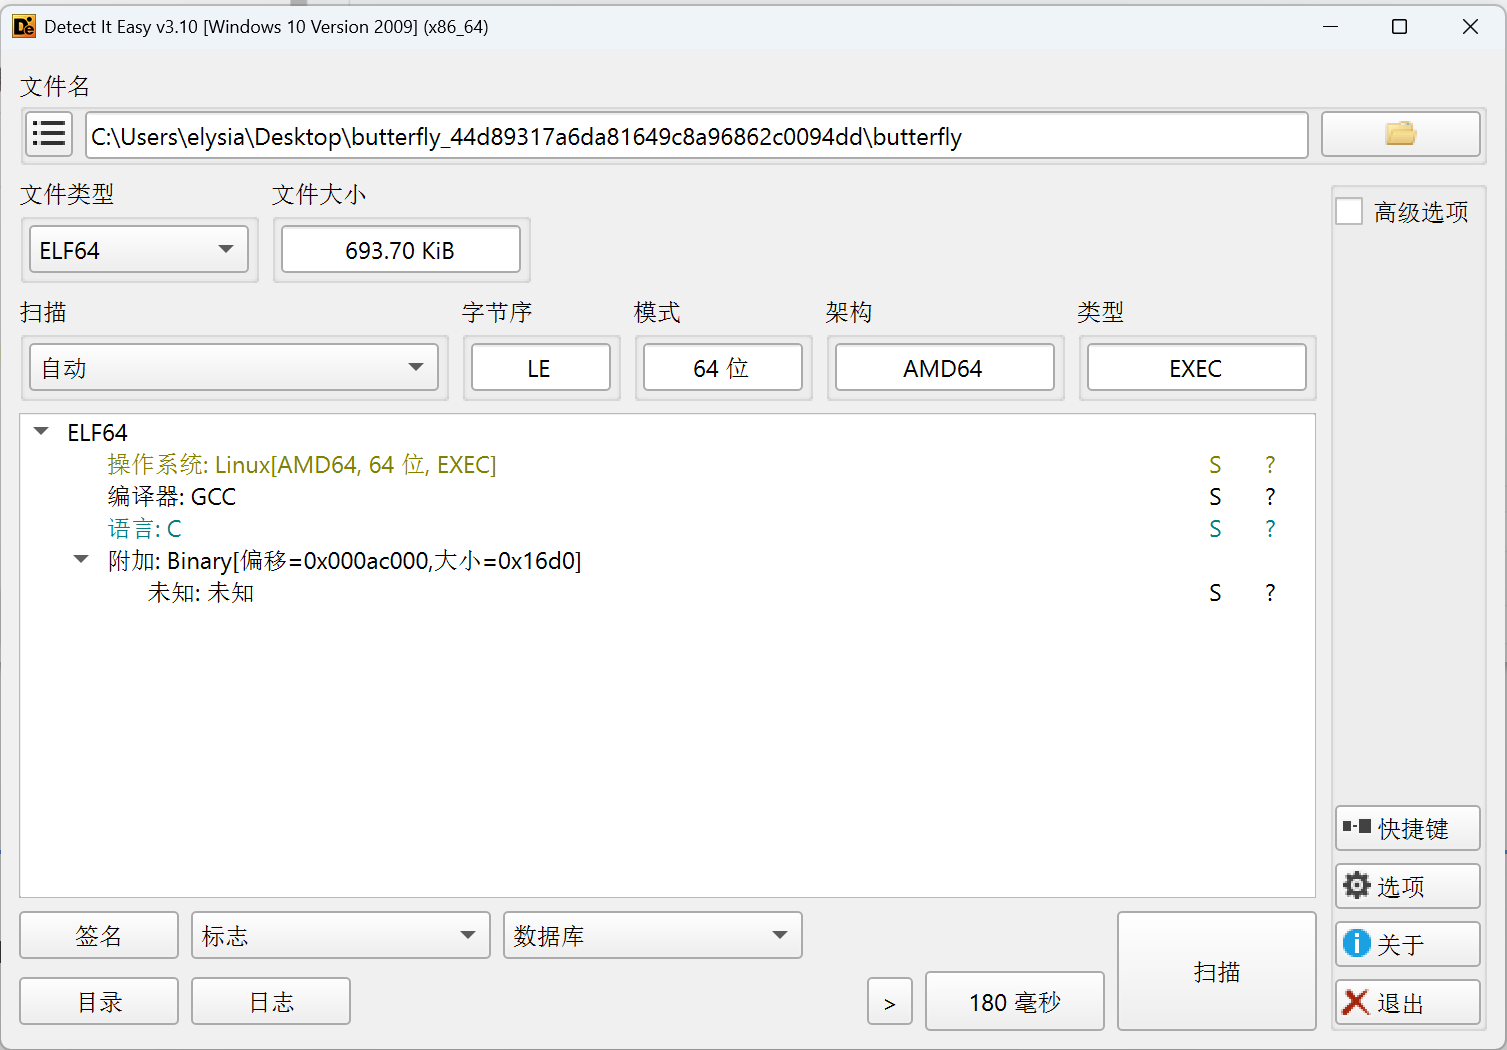 Detect It Easy v3.10 [Windows 10 Version 2009] (x86_64)
文件名
C:\Users\elysia\Desktop\butterfly_44d89317a6da81649c8a96862c0094dd\butterfly
文件类型 文件大小
高级选项
ELF64 693.70 KiB
扫描 字节序 模式 架构 类型
自动 LE 64 位 AMD64 EXEC
ELF64
操作系统: Linux[AMD64, 64 位, EXEC] S ?
编译器: GCC S ?
语言: C S ?
附加: Binary[偏移=0x000ac000,大小=0x16d0]
未知: 未知 S ?
快捷键
选项
签名 标志 数据库
关于
扫描
目录 日志 > 180 毫秒
退出